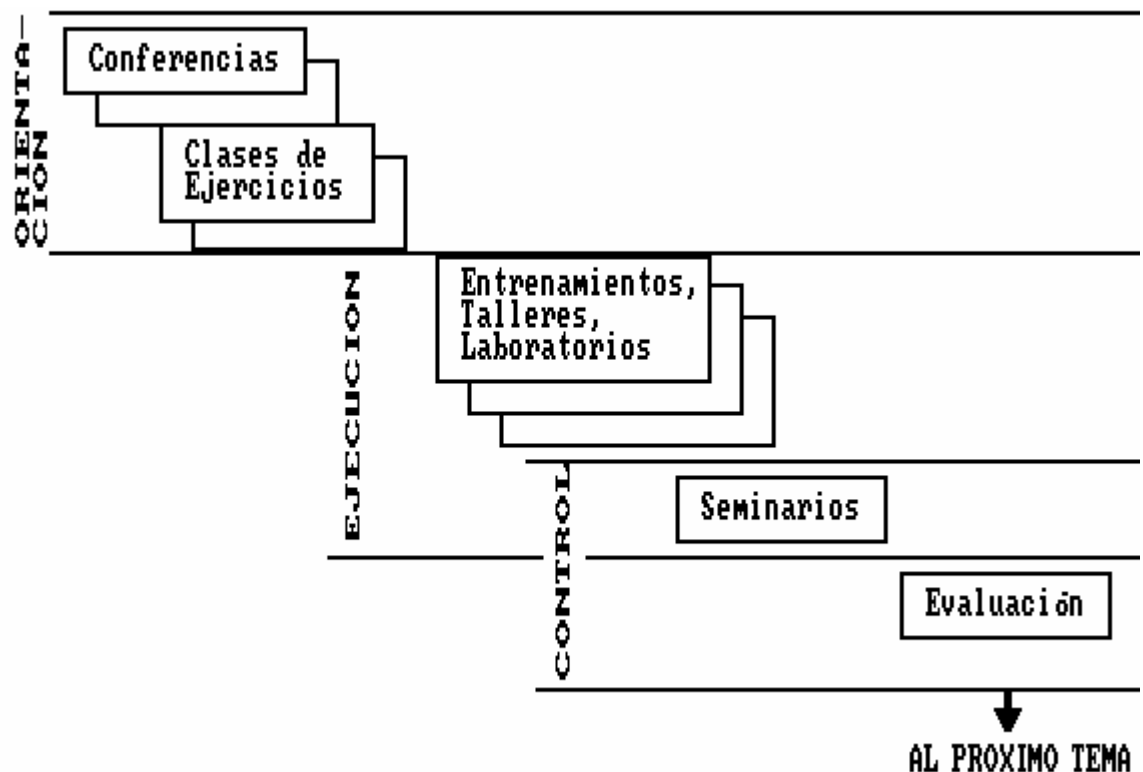 ORIENTA-
CION
Conferencias
Clases de
Ejercicios
EJECUCION
Entrenamientos,
Talleres,
Laboratorios
CONTROL
Seminarios
Evaluación
AL PROXIMO TEMA